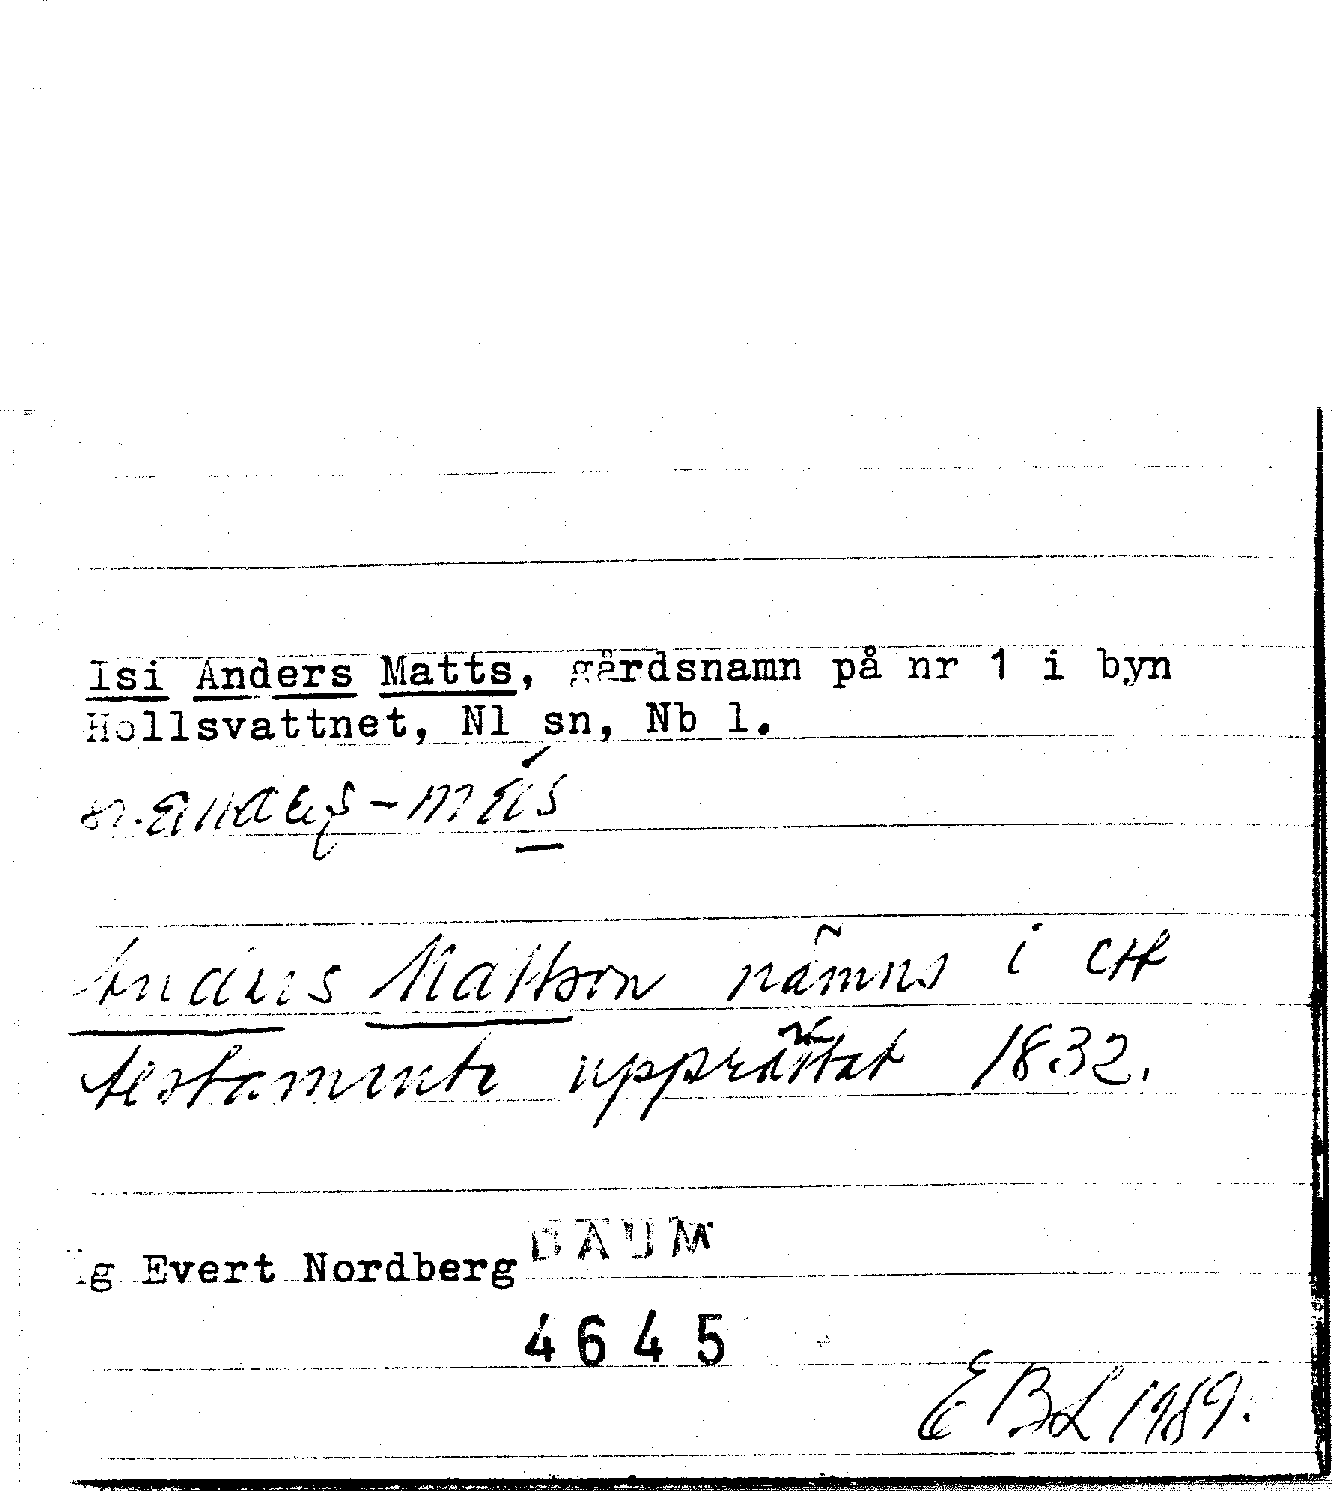 Isi Anders Matts, gårdsnamn på nr 1 i byn
Hollsvattnet, Nl sn, Nb l.
Anders Mattson nämns i ett
testamente upprättat 1832.
Äg Evert Nordberg
DAUM
4645
EBL 1989.